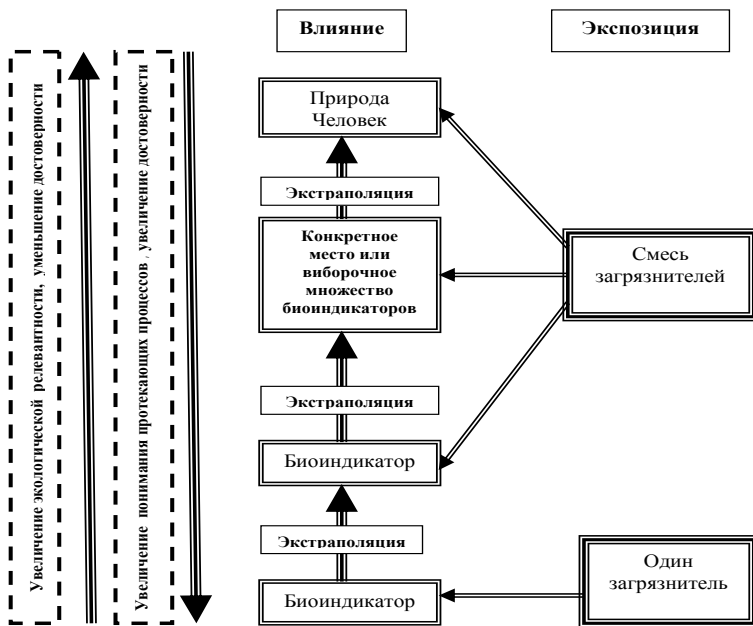 Влияние
Экспозиция
Увеличение экологической релевантности, уменьшение достоверности
Увеличение понимания протекающих процессов, увеличение достоверности
Природа
Человек
Экстраполяция
Конкретное
место или
виборочное
множество
биоиндикаторов
Смесь
загрязнителей
Экстраполяция
Биоиндикатор
Экстраполяция
Один
загрязнитель
Биоиндикатор